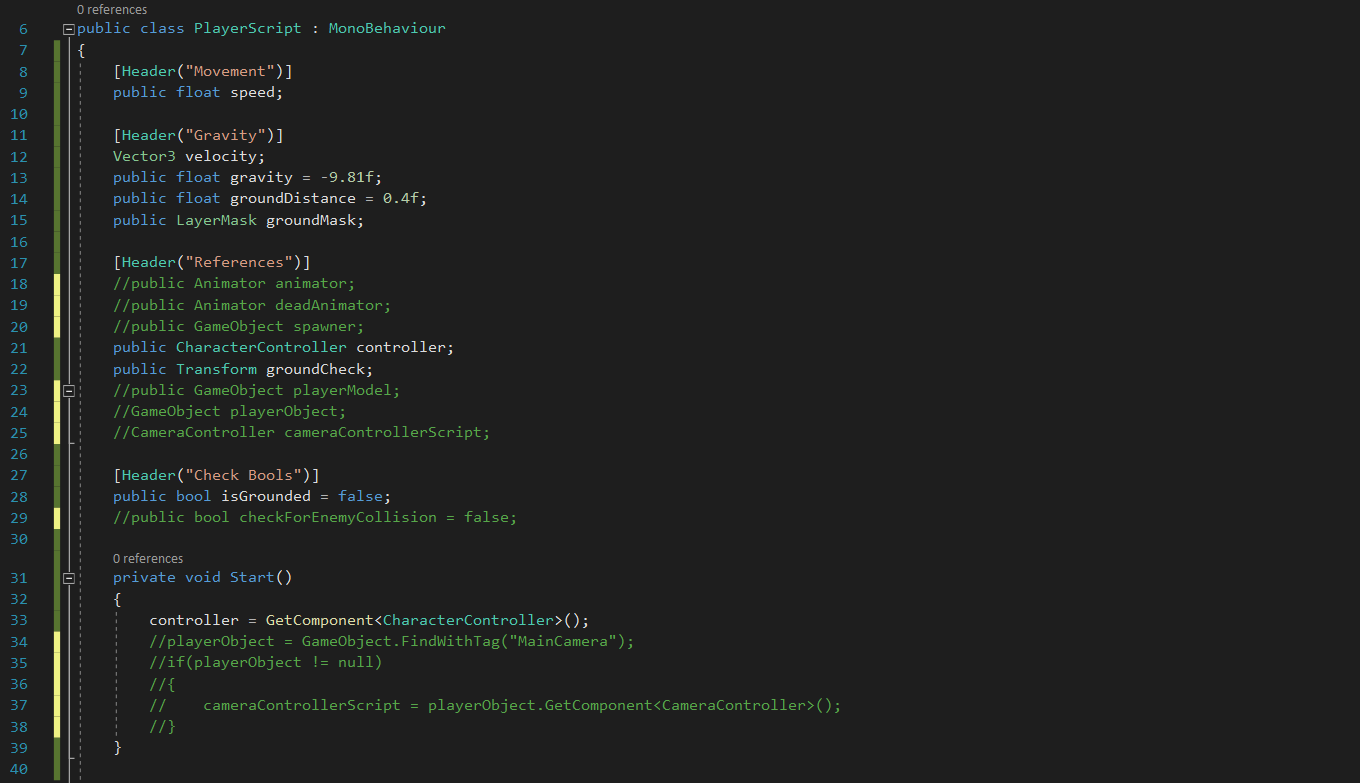 0 references
6 public class PlayerScript : MonoBehaviour
7 {
8 [Header("Movement")]
9 public float speed;
10
11 [Header("Gravity")]
12 Vector3 velocity;
13 public float gravity = -9.81f;
14 public float groundDistance = 0.4f;
15 public LayerMask groundMask;
16
17 [Header("References")]
18 //public Animator animator;
19 //public Animator deadAnimator;
20 //public GameObject spawner;
21 public CharacterController controller;
22 public Transform groundCheck;
23 //public GameObject playerModel;
24 //GameObject playerObject;
25 //CameraController cameraControllerScript;
26
27 [Header("Check Bools")]
28 public bool isGrounded = false;
29 //public bool checkForEnemyCollision = false;
30
0 references
31 private void Start()
32 {
33 controller = GetComponent<CharacterController>();
34 //playerObject = GameObject.FindWithTag("MainCamera");
35 //if(playerObject != null)
36 //{
37 //    cameraControllerScript = playerObject.GetComponent<CameraController>();
38 //}
39 }
40